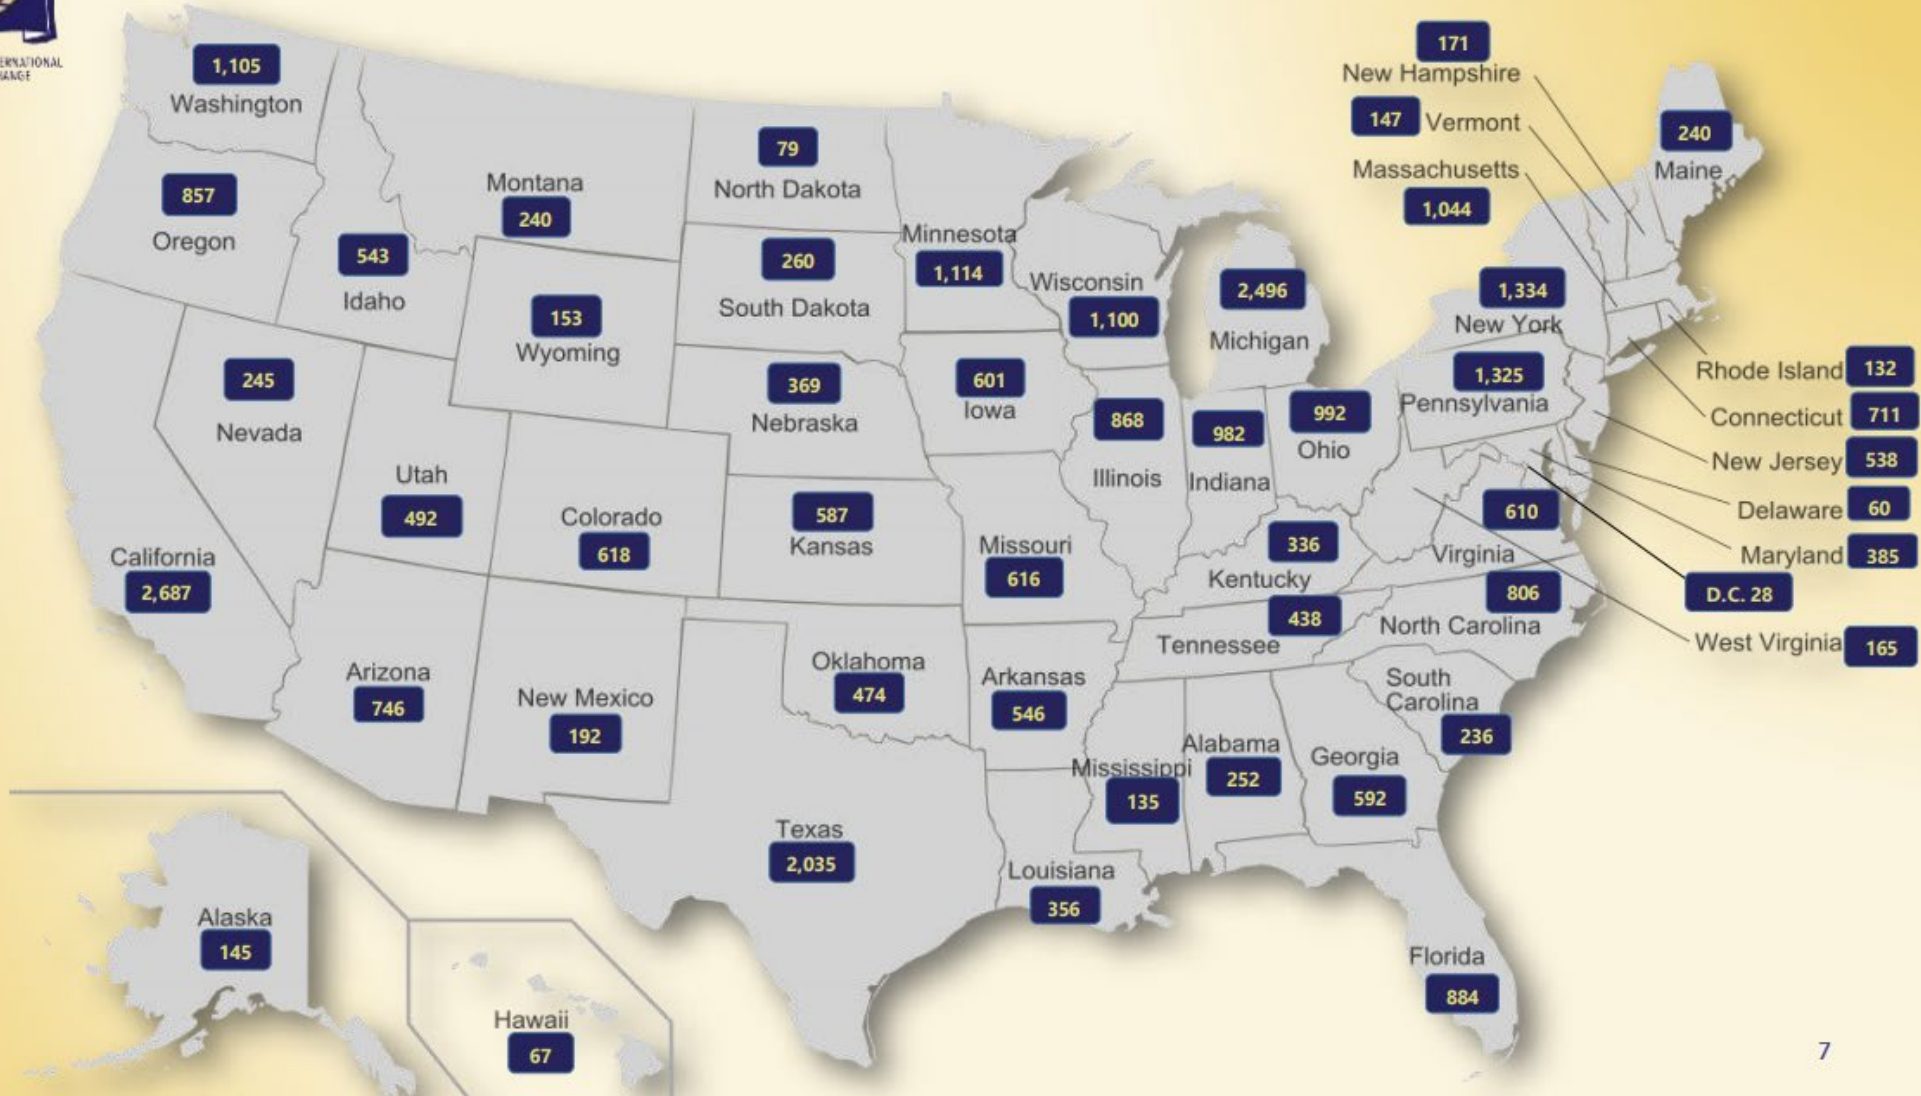 ERNATIONAL
HANGE
1,105
Washington
857
Oregon
543
Idaho
Montana
240
79
North Dakota
260
South Dakota
Minnesota
1,114
Wisconsin
1,100
2,496
Michigan
171
New Hampshire
147 Vermont
Massachusetts
1,044
240
Maine
1,334
New York
1,325
Pennsylvania
Rhode Island 132
Connecticut 711
New Jersey 538
Delaware 60
Maryland 385
D.C. 28
West Virginia 165
153
Wyoming
245
Nevada
Utah
492
Colorado
618
369
Nebraska
587
Kansas
601
Iowa
868
Illinois
982
Indiana
992
Ohio
Missouri
616
336
Kentucky
610
Virginia
438
Tennessee
806
North Carolina
California
2,687
Arizona
746
New Mexico
192
Oklahoma
474
Arkansas
546
South
Carolina
236
Mississippi
135
Alabama
252
Georgia
592
Texas
2,035
Louisiana
356
Florida
884
Alaska
145
Hawaii
67
7